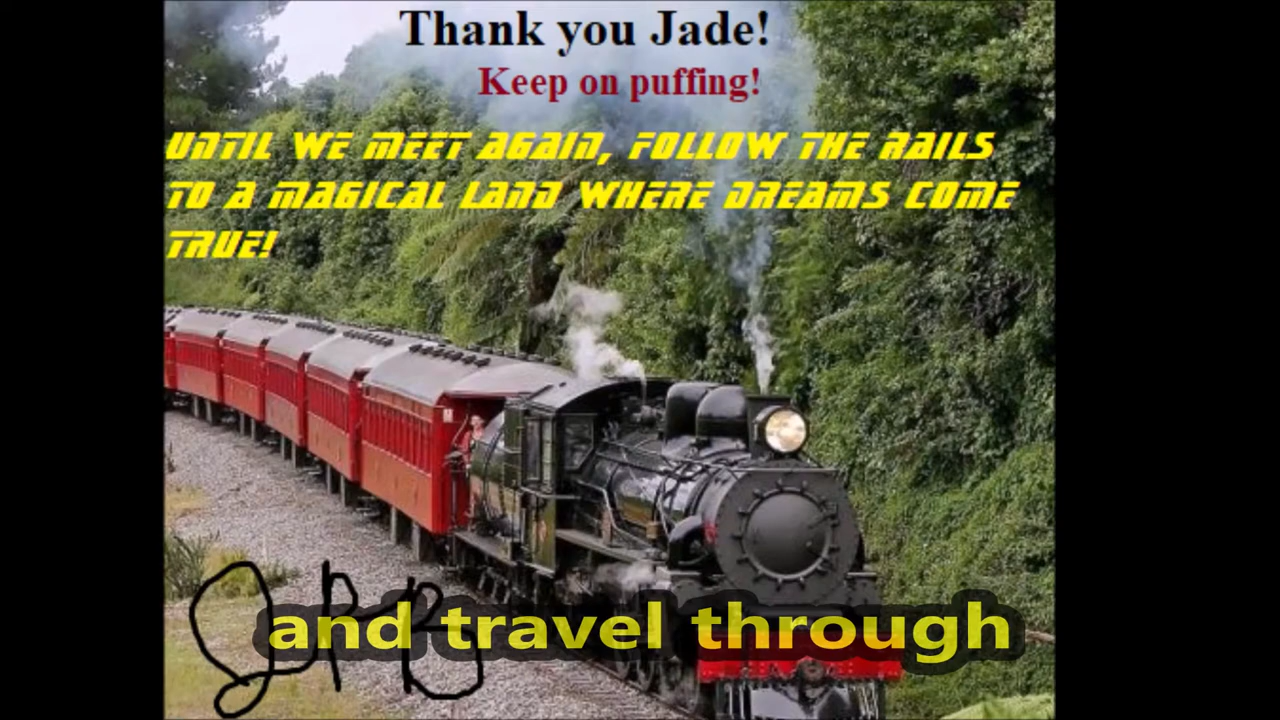 Thank you Jade!
Keep on puffing!
UNTIL WE MEET AGAIN, FOLLOW THE RAILS
TO A MAGICAL LAND WHERE DREAMS COME
TRUE!
and travel through